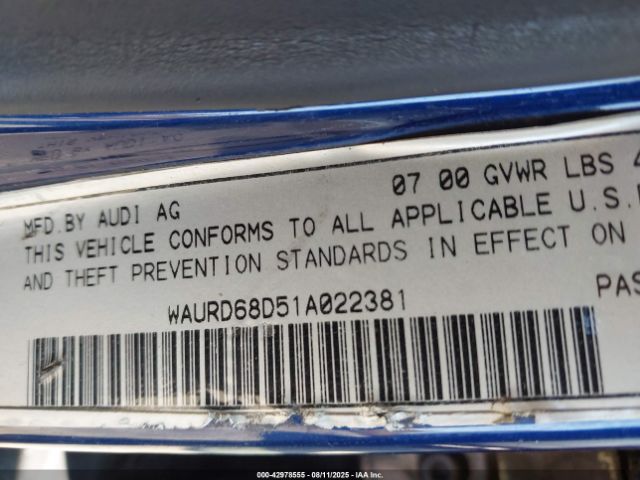 07 00 GVWR LBS
MFD.BY AUDI AG
THIS VEHICLE CONFORMS TO ALL APPLICABLE U.S.
AND THEFT PREVENTION STANDARDS IN EFFECT ON
WAURD68D51A022381
PAS
000-42978555 - 08/11/2025 - © IAA Inc.